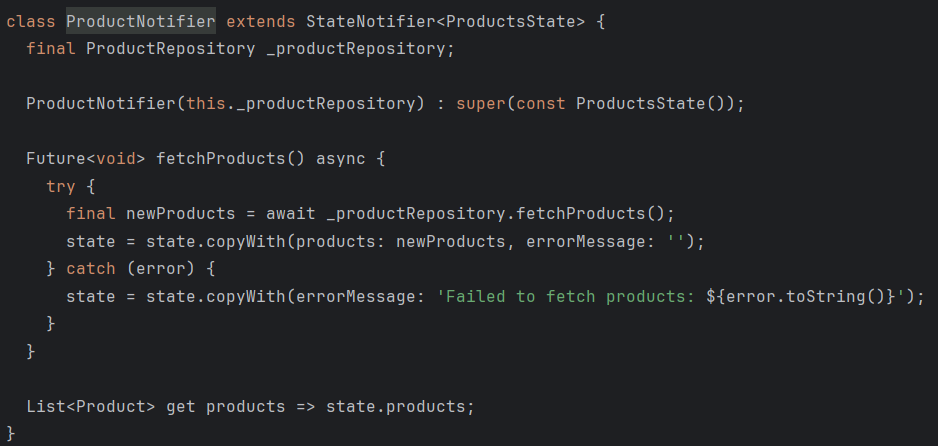 class ProductNotifier extends StateNotifier<ProductsState> {
  final ProductRepository _productRepository;

  ProductNotifier(this._productRepository) : super(const ProductsState());

  Future<void> fetchProducts() async {
    try {
      final newProducts = await _productRepository.fetchProducts();
      state = state.copyWith(products: newProducts, errorMessage: '');
    } catch (error) {
      state = state.copyWith(errorMessage: 'Failed to fetch products: ${error.toString()}');
    }
  }

  List<Product> get products => state.products;
}